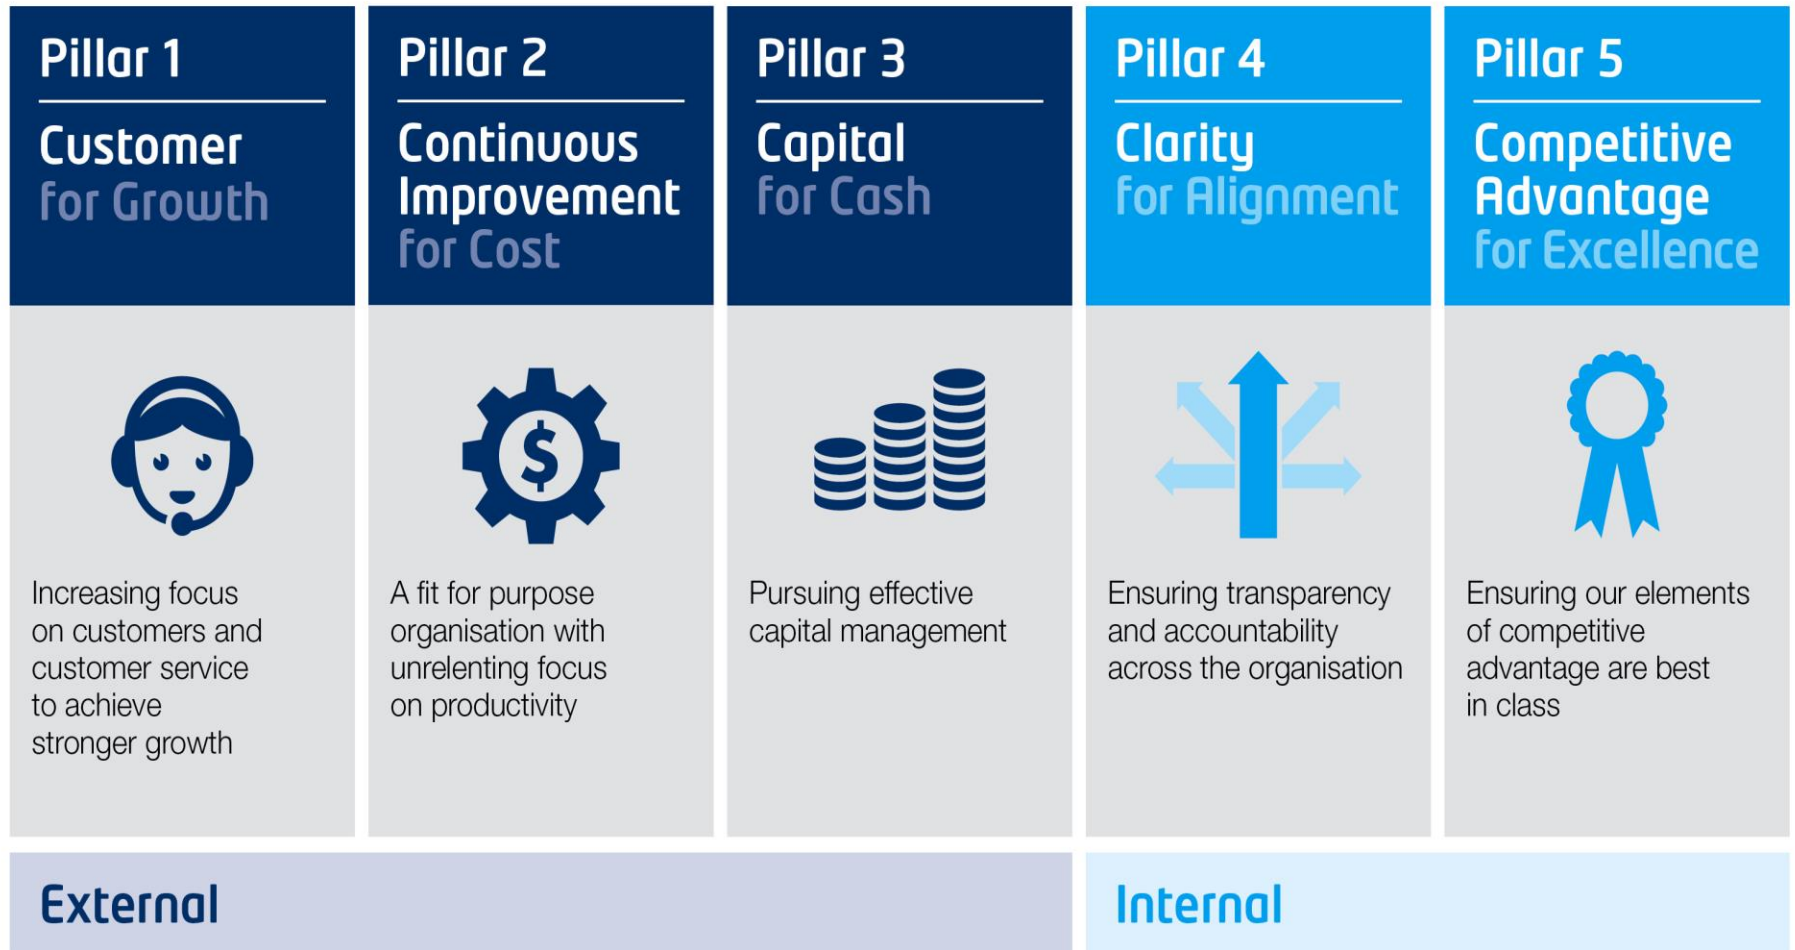 Pillar 1
Customer
for Growth
Increasing focus
on customers and
customer service
to achieve
stronger growth
Pillar 2
Continuous
Improvement
for Cost
$
A fit for purpose
organisation with
unrelenting focus
on productivity
Pillar 3
Capital
for Cash
Pursuing effective
capital management
Pillar 4
Clarity
for Alignment
Ensuring transparency
and accountability
across the organisation
Pillar 5
Competitive
Advantage
for Excellence
Ensuring our elements
of competitive
advantage are best
in class
External
Internal